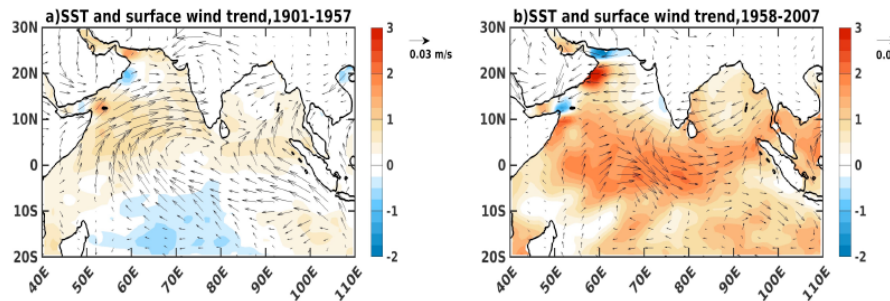 a)SST and surface wind trend,1901-1957
30N
20N
10N
0
10S
20S
40E
50E
60E
70E
80E
90E
100E
110E
3
2
1
0
-1
-2
0.03 m/s
b)SST and surface wind trend,1958-2007
30N
20N
10N
0
10S
20S
40E
50E
60E
70E
80E
90E
100E
110E
3
2
1
0
-1
-2
0.0